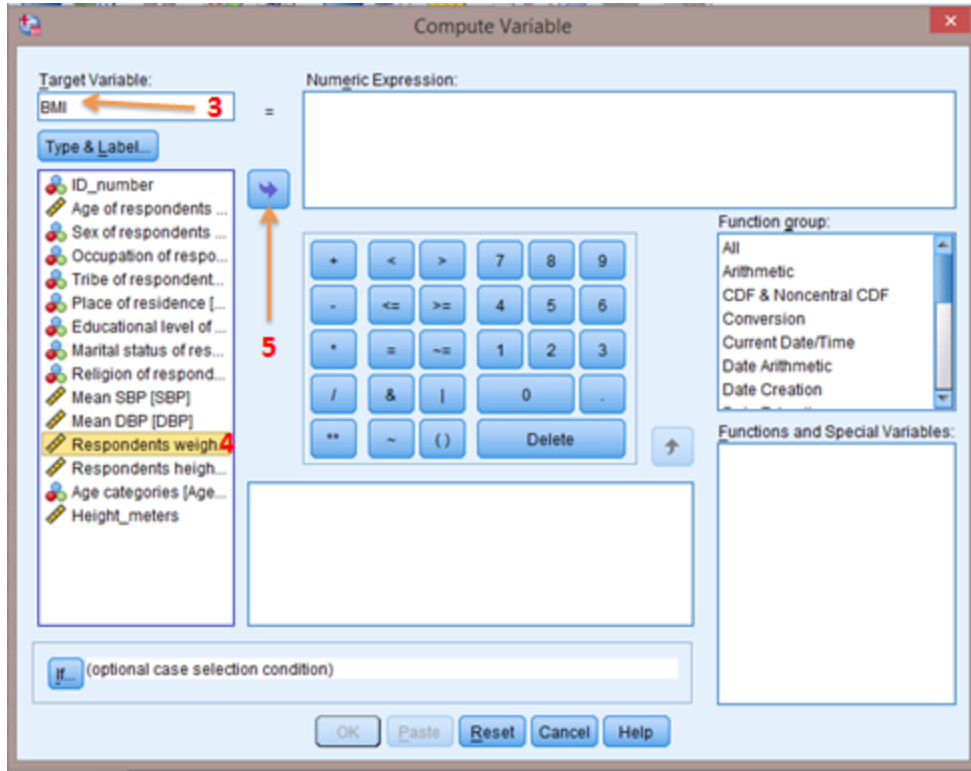 Compute Variable
Target Variable:
BMI
3
=
Type & Label...
Numeric Expression:
ID_number
Age of respondents ...
Sex of respondents ...
Occupation of respo...
Tribe of respondent...
Place of residence [...
Educational level of ...
Marital status of res...
Religion of respond...
Mean SBP [SBP]
Mean DBP [DBP]
Respondents weigh... 4
Respondents heigh...
Age categories [Age...
Height_meters
5
+ < > 7 8 9
- <= >= 4 5 6
* = ~= 1 2 3
/ & | 0 .
** ~ ( ) Delete
Function group:
All
Arithmetic
CDF & Noncentral CDF
Conversion
Current Date/Time
Date Arithmetic
Date Creation
Functions and Special Variables:
If... (optional case selection condition)
OK Paste Reset Cancel Help